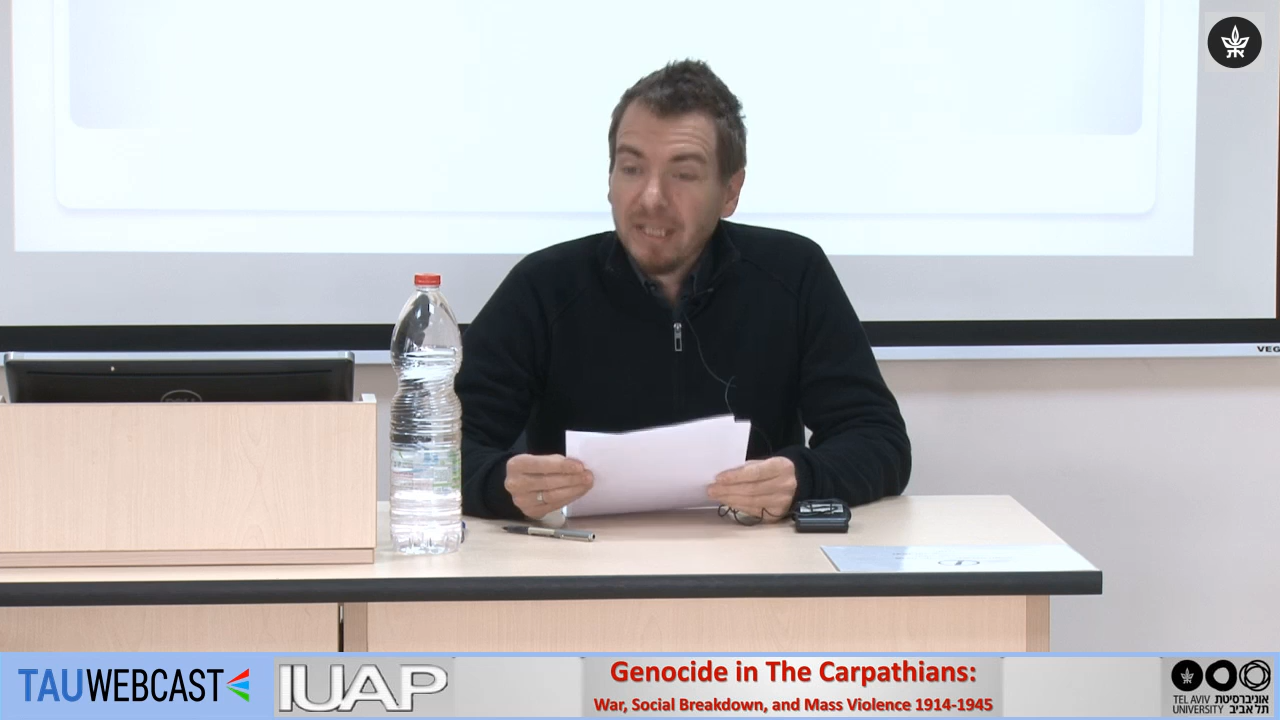 VEG
DELL
TAUWEBCAST
IUAP
Genocide in The Carpathians:
War, Social Breakdown, and Mass Violence 1914-1945
TEL AVIV אוניברסיטת
UNIVERSITY תל אביב